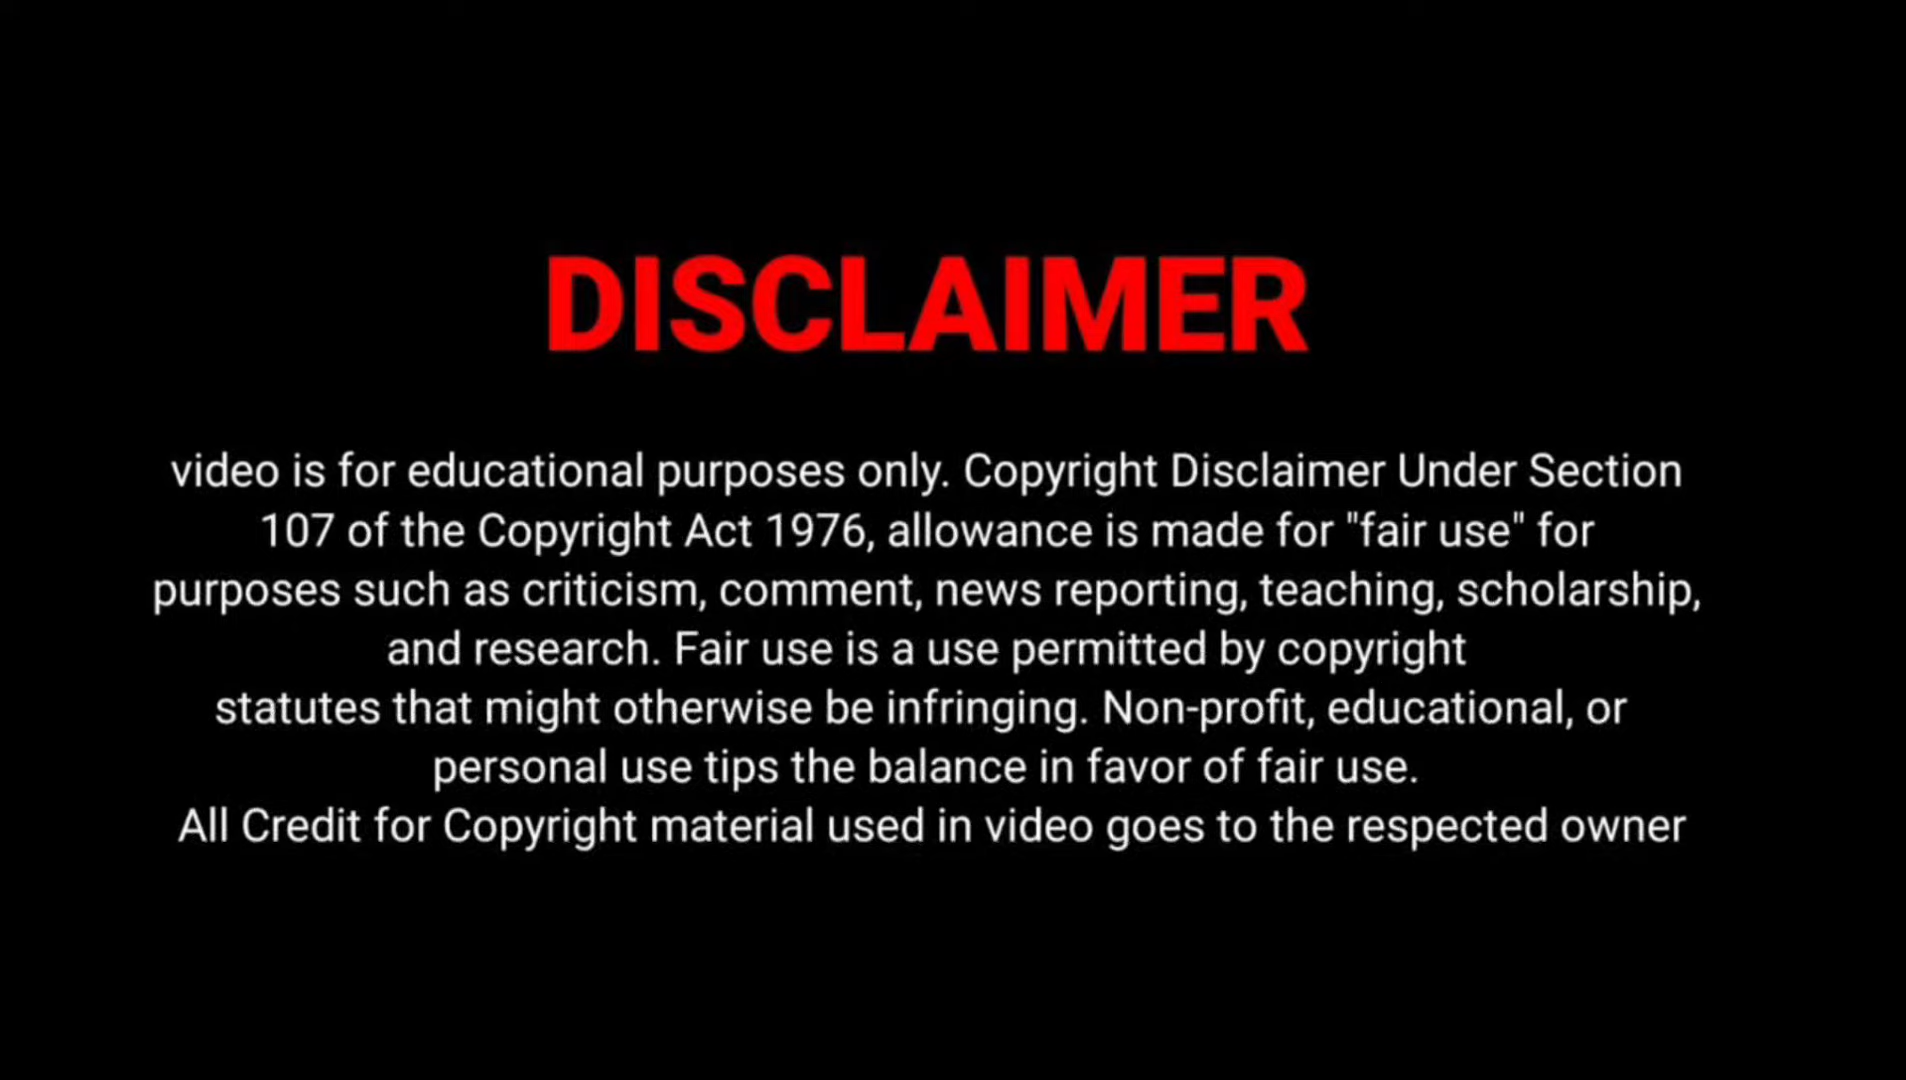 DISCLAIMER
video is for educational purposes only. Copyright Disclaimer Under Section
107 of the Copyright Act 1976, allowance is made for "fair use" for
purposes such as criticism, comment, news reporting, teaching, scholarship,
and research. Fair use is a use permitted by copyright
statutes that might otherwise be infringing. Non-profit, educational, or
personal use tips the balance in favor of fair use.
All Credit for Copyright material used in video goes to the respected owner